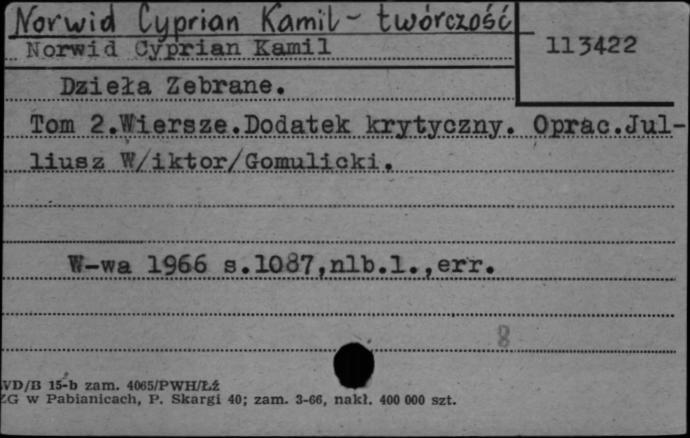 Norwid Cyprian Kamil - twórczość
Norwid Cyprian Kamil
113422
Dzieła Zebrane.
Tom 2.Wiersze.Dodatek krytyczny. Oprac.Jul-
liusz W/iktor/Gomulicki.
W-wa 1966 s.1087,nlb.1.,err.
8
VD/B 15-b zam. 4065/PWH/Łż
ZG w Pabianicach, P. Skargi 40; zam. 3-66, nakł. 400 000 szt.